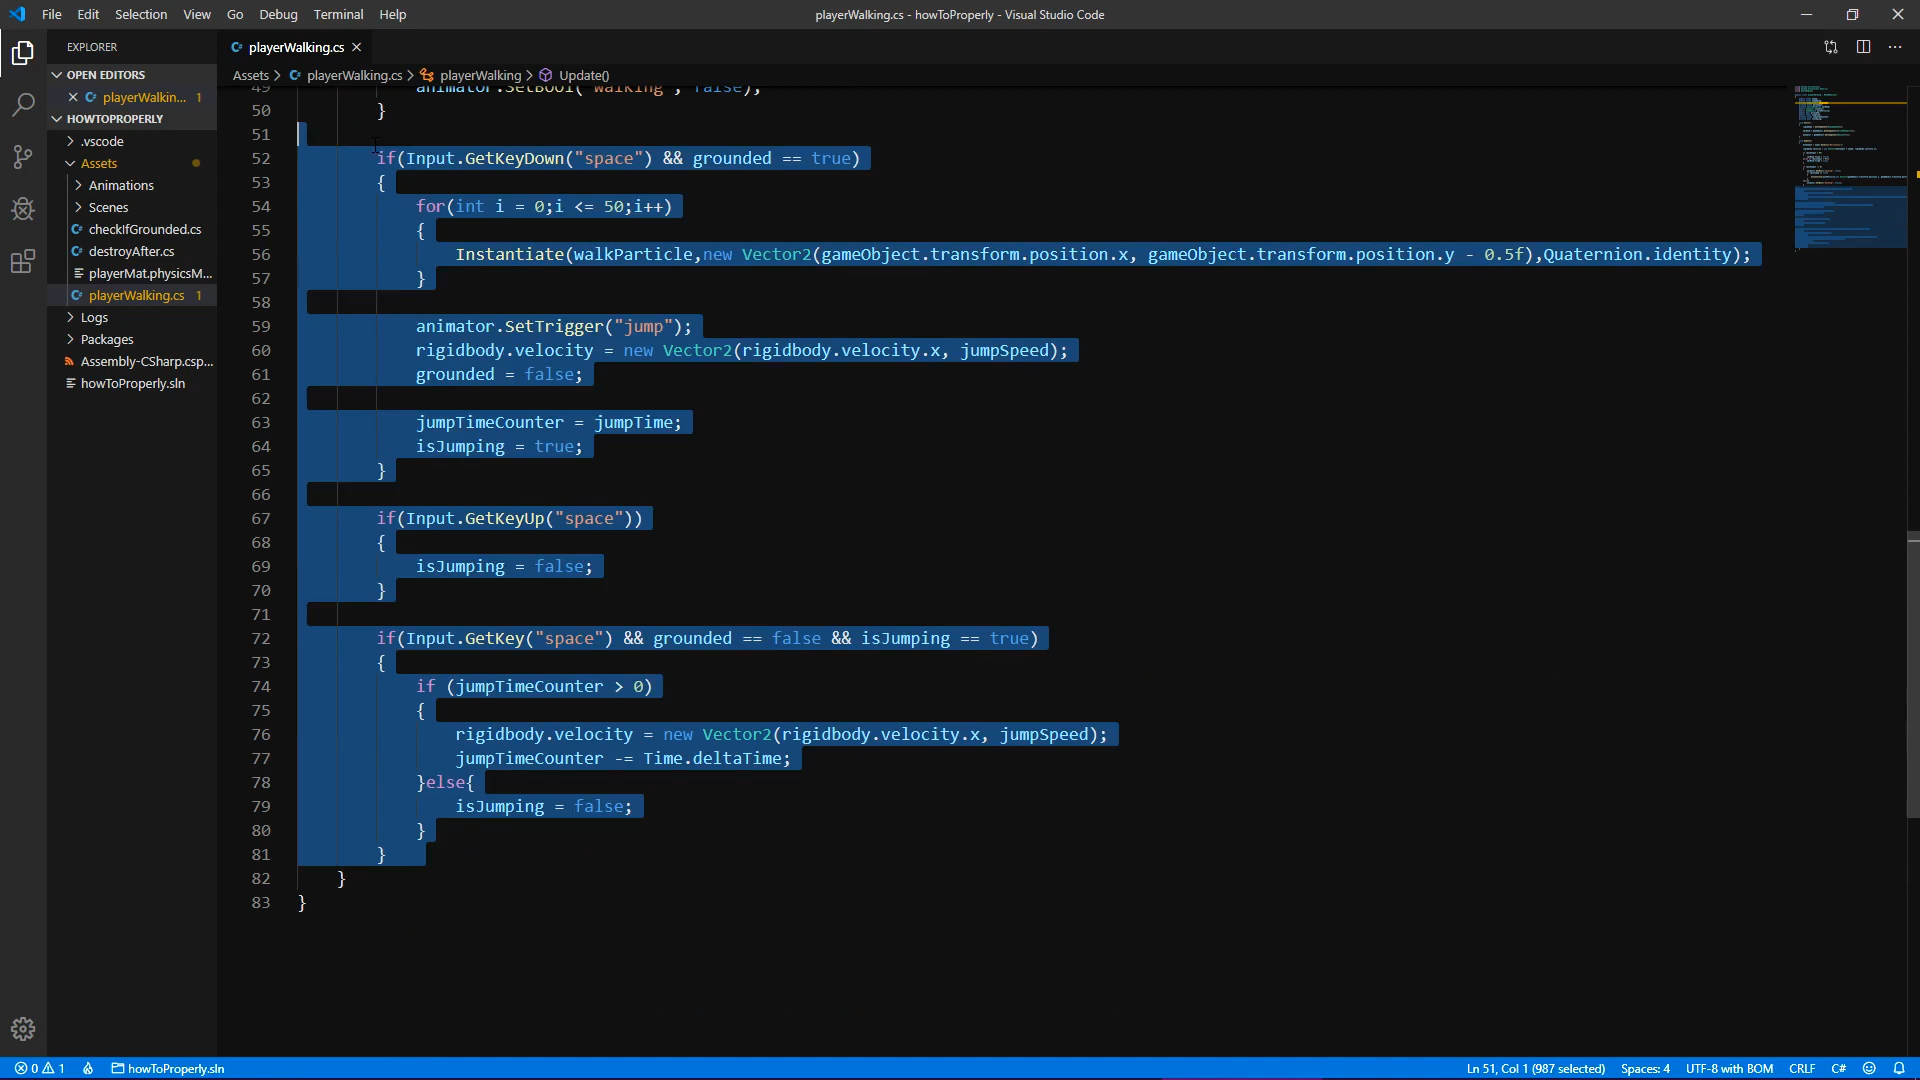 File Edit Selection View Go Debug Terminal Help
playerWalking.cs - howToProperly - Visual Studio Code
EXPLORER
OPEN EDITORS
playerWalkin... 1
HOWTOPROPERLY
.vscode
Assets
Animations
Scenes
checkIfGrounded.cs
destroyAfter.cs
playerMat.physicsM...
playerWalking.cs 1
Logs
Packages
Assembly-CSharp.csp...
howToProperly.sln
playerWalking.cs
Assets > playerWalking.cs > playerWalking > Update()
49 animator.SetBool("Walking", false);
50 }
51
52 if(Input.GetKeyDown("space") && grounded == true)
53 {
54 for(int i = 0;i <= 50;i++)
55 {
56 Instantiate(walkParticle,new Vector2(gameObject.transform.position.x, gameObject.transform.position.y - 0.5f),Quaternion.identity);
57 }
58
59 animator.SetTrigger("jump");
60 rigidbody.velocity = new Vector2(rigidbody.velocity.x, jumpSpeed);
61 grounded = false;
62
63 jumpTimeCounter = jumpTime;
64 isJumping = true;
65 }
66
67 if(Input.GetKeyUp("space"))
68 {
69 isJumping = false;
70 }
71
72 if(Input.GetKey("space") && grounded == false && isJumping == true)
73 {
74 if (jumpTimeCounter > 0)
75 {
76 rigidbody.velocity = new Vector2(rigidbody.velocity.x, jumpSpeed);
77 jumpTimeCounter -= Time.deltaTime;
78 }else{
79 isJumping = false;
80 }
81 }
82 }
83 }
0 1 howToProperly.sln
Ln 51, Col 1 (987 selected) Spaces: 4 UTF-8 with BOM CRLF C#